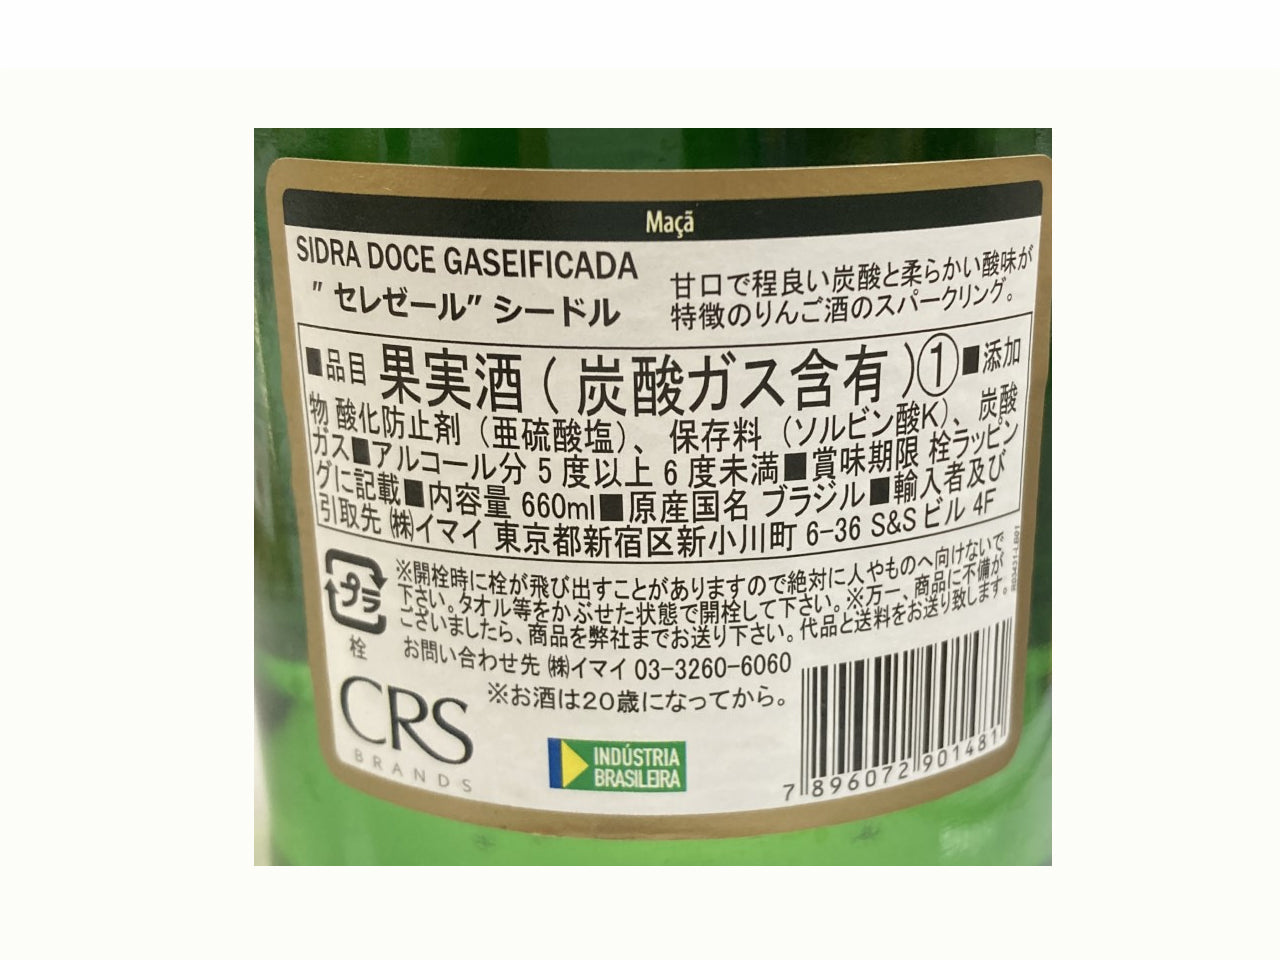 Maçã
SIDRA DOCE GASEIFICADA
"セレゼール" シードル
甘口で程良い炭酸と柔らかい酸味が
特徴のりんご酒のスパークリング。
■品目 果実酒(炭酸ガス含有)①■添加
物 酸化防止剤(亜硫酸塩)、保存料(ソルビン酸K)、炭酸
ガス■アルコール分 5度以上6度未満■賞味期限 栓ラッピン
グに記載■内容量 660ml■原産国名 ブラジル■輸入者及び
引取先 ㈱イマイ 東京都新宿区新小川町 6-36 S&Sビル 4F
プラ
栓
※開栓時に栓が飛び出すことがありますので絶対に人やものへ向けないで
下さい。タオル等をかぶせた状態で開栓して下さい。※万一、商品に不備が
ございましたら、商品を弊社までお送り下さい。代品と送料をお送り致します。
お問い合わせ先 ㈱イマイ 03-3260-6060
※お酒は20歳になってから。
CRS
BRANDS
INDÚSTRIA
BRASILEIRA
7 896072 901481